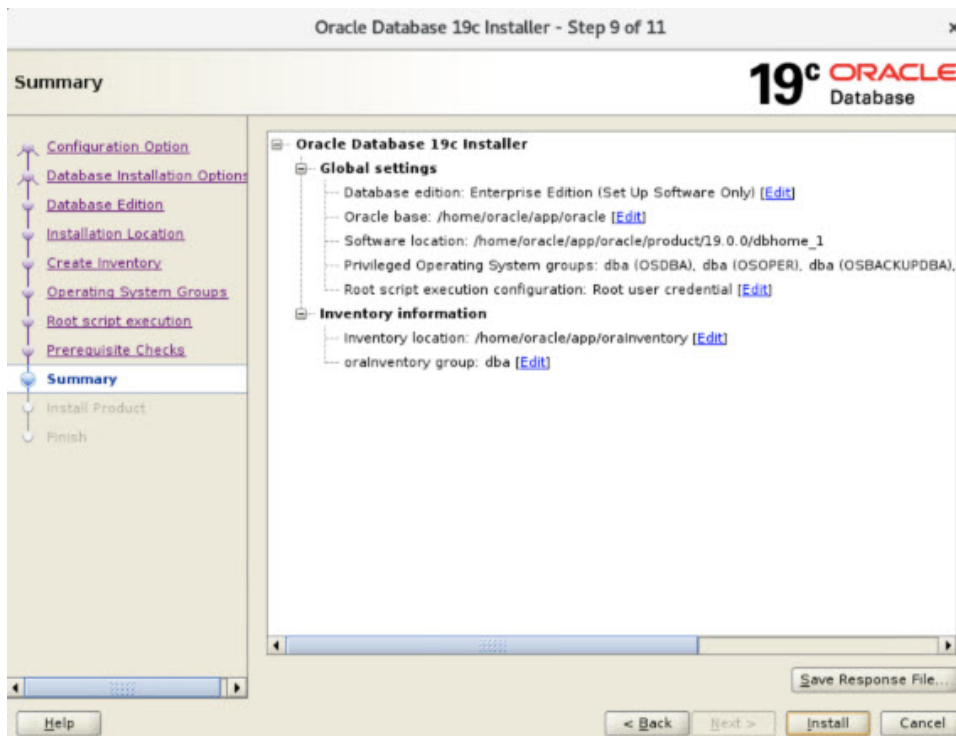 Oracle Database 19c Installer - Step 9 of 11
Summary
19c ORACLE
Database
Configuration Option
Database Installation Options
Database Edition
Installation Location
Create Inventory
Operating System Groups
Root script execution
Prerequisite Checks
Summary
Install Product
Finish
Oracle Database 19c Installer
Global settings
Database edition: Enterprise Edition (Set Up Software Only) [Edit]
Oracle base: /home/oracle/app/oracle [Edit]
Software location: /home/oracle/app/oracle/product/19.0.0/dbhome_1
Privileged Operating System groups: dba (OSDBA), dba (OSOPER), dba (OSBACKUPDBA),
Root script execution configuration: Root user credential [Edit]
Inventory information
Inventory location: /home/oracle/app/oraInventory [Edit]
oraInventory group: dba [Edit]
Save Response File...
Help
< Back
Next >
Install
Cancel